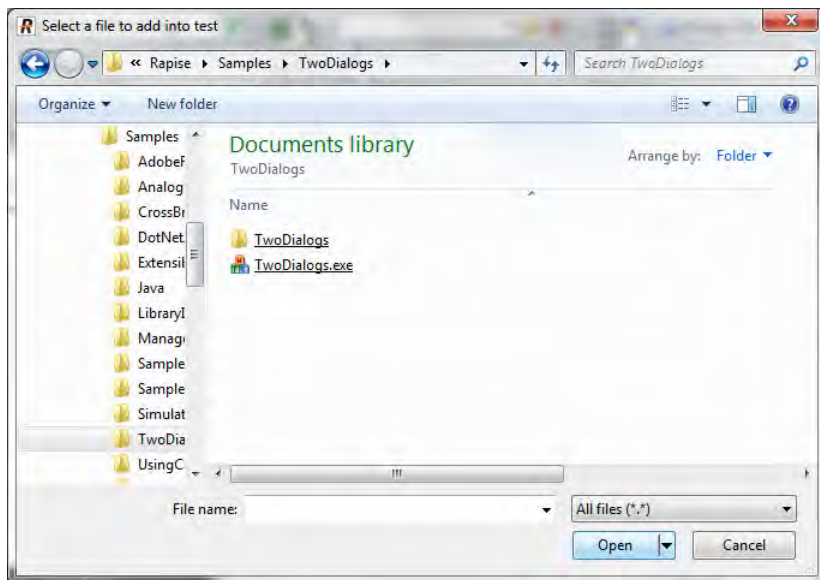 Select a file to add into test
« Rapise ▸ Samples ▸ TwoDialogs ▸
Search TwoDialogs
Organize ▾ New folder
Samples
AdobeF
Analog
CrossBr
DotNet
Extensil
Java
LibraryI
Manag
Sample
Sample
Simulat
TwoDia
UsingC
Documents library
TwoDialogs
Arrange by: Folder ▾
Name
TwoDialogs
TwoDialogs.exe
File name:
All files (*.*)
Open
Cancel